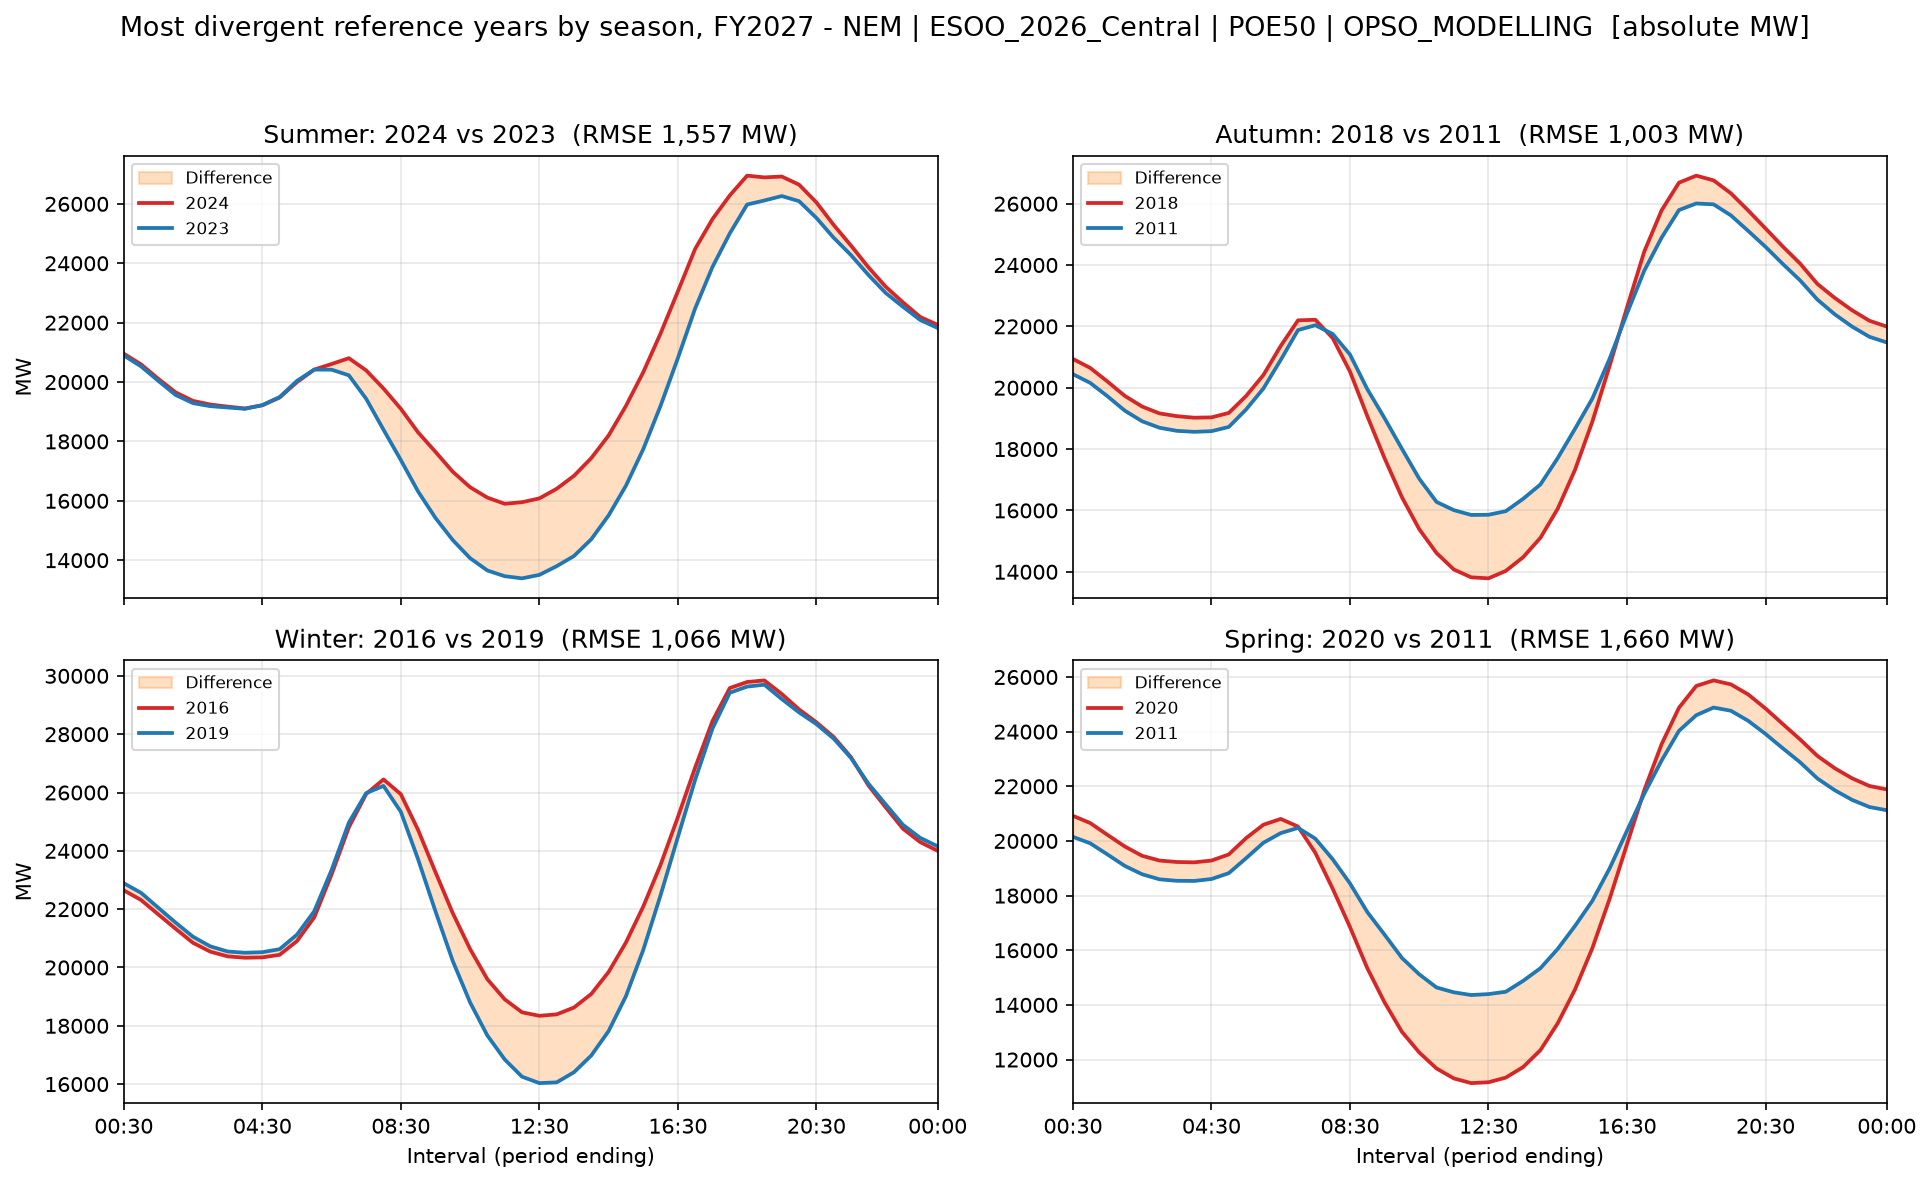 Most divergent reference years by season, FY2027 - NEM | ESOO_2026_Central | POE50 | OPSO_MODELLING  [absolute MW]
Summer: 2024 vs 2023  (RMSE 1,557 MW)
Difference
2024
2023
26000
24000
22000
20000
18000
16000
14000
MW
Autumn: 2018 vs 2011  (RMSE 1,003 MW)
Difference
2018
2011
26000
24000
22000
20000
18000
16000
14000
Winter: 2016 vs 2019  (RMSE 1,066 MW)
Difference
2016
2019
30000
28000
26000
24000
22000
20000
18000
16000
MW
00:30 04:30 08:30 12:30 16:30 20:30 00:00
Interval (period ending)
Spring: 2020 vs 2011  (RMSE 1,660 MW)
Difference
2020
2011
26000
24000
22000
20000
18000
16000
14000
12000
00:30 04:30 08:30 12:30 16:30 20:30 00:00
Interval (period ending)